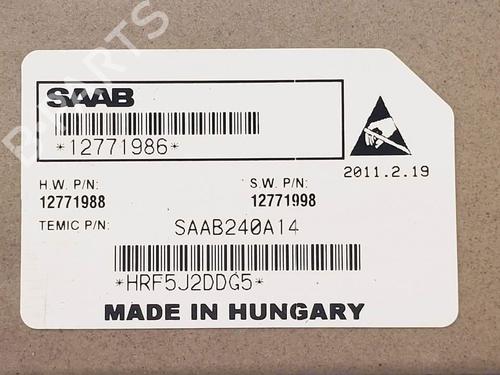 SAAB
*12771986*
2011.2.19
H.W. P/N: S.W. P/N:
12771988 12771998
TEMIC P/N: SAAB240A14
*HRF5J2DDG5*
MADE IN HUNGARY